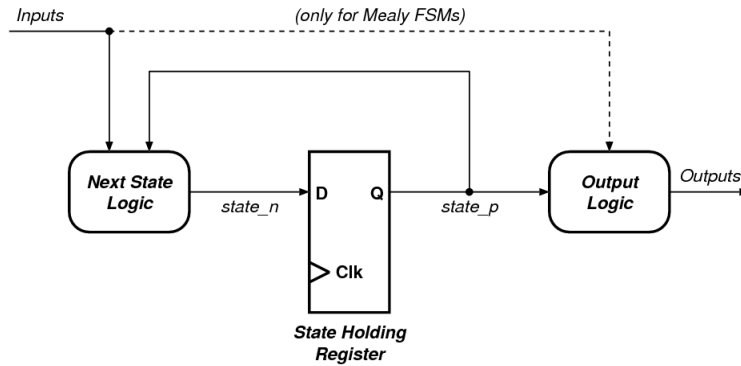 Inputs
(only for Mealy FSMs)
Next State
Logic
state_n
D
Q
Clk
State Holding
Register
state_p
Output
Logic
Outputs